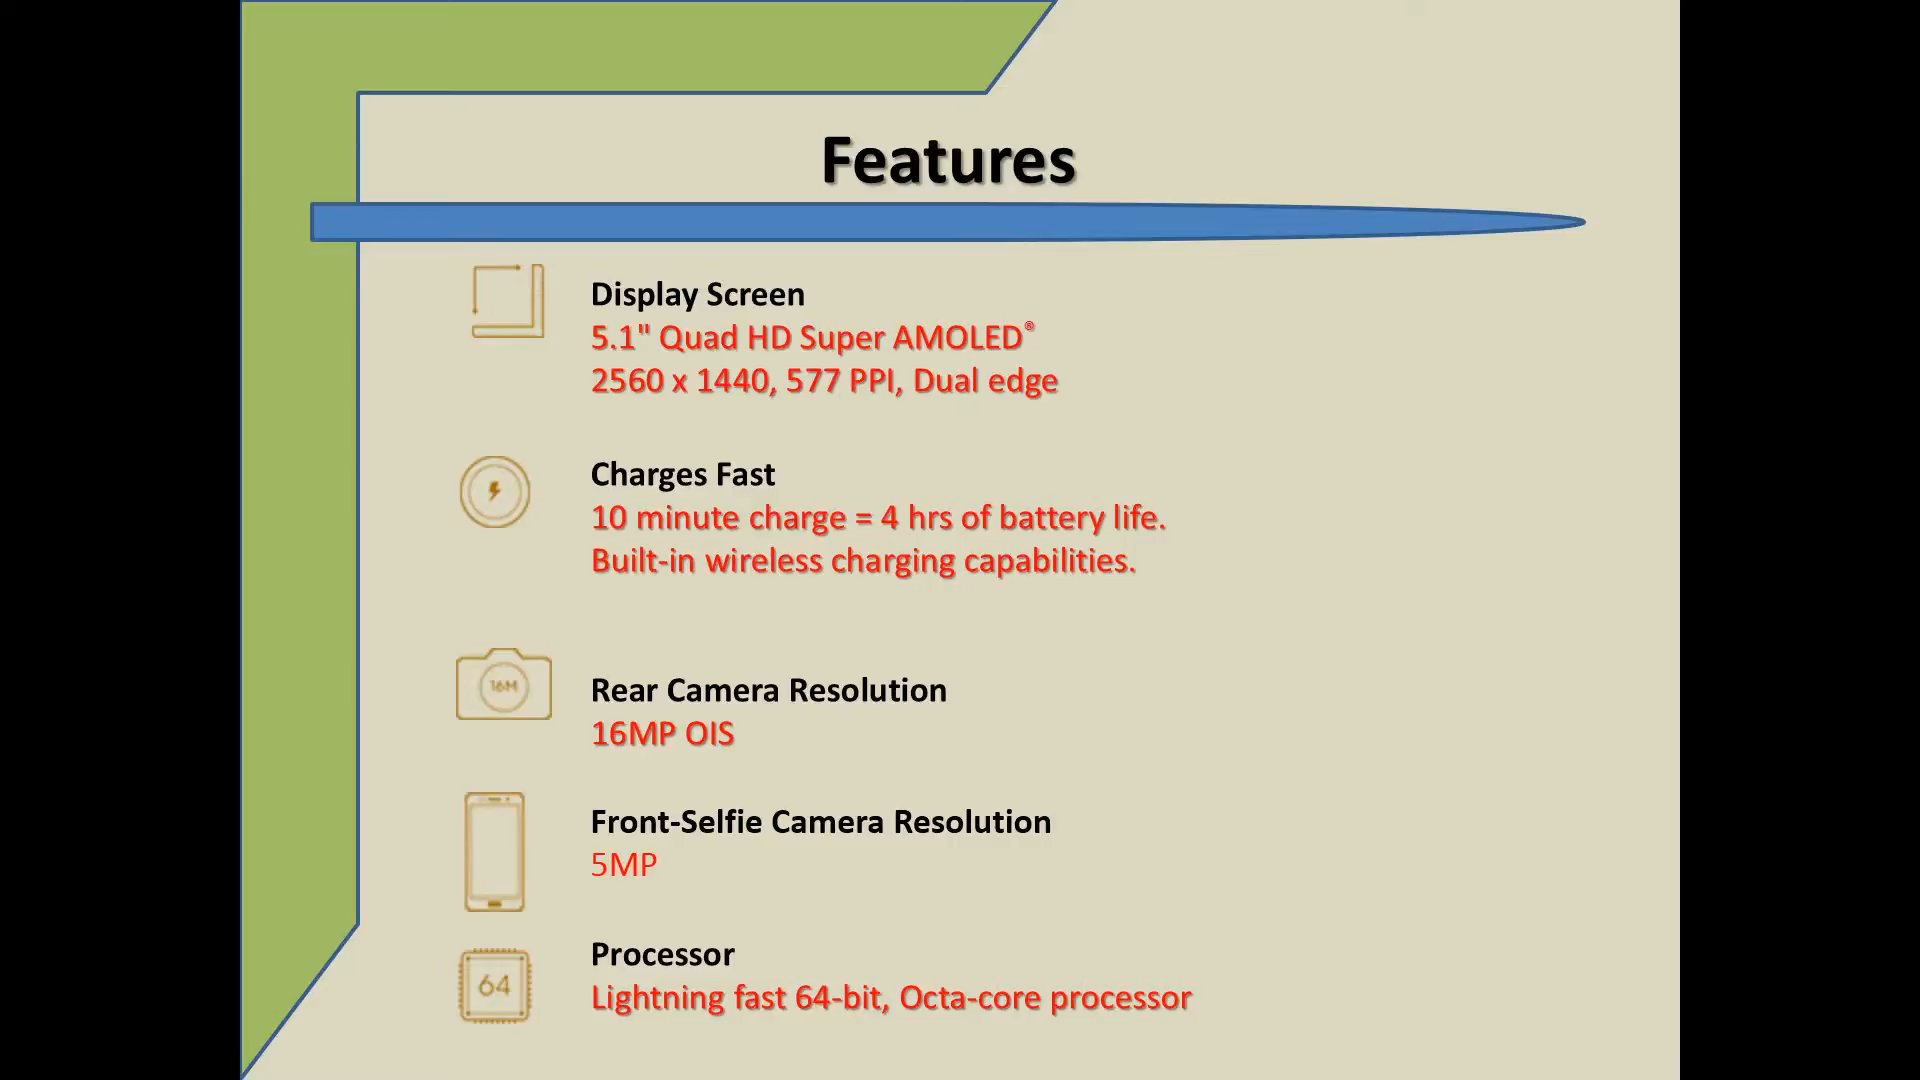 Features
Display Screen
5.1" Quad HD Super AMOLED®
2560 x 1440, 577 PPI, Dual edge
Charges Fast
10 minute charge = 4 hrs of battery life.
Built-in wireless charging capabilities.
16M
Rear Camera Resolution
16MP OIS
Front-Selfie Camera Resolution
5MP
Processor
64
Lightning fast 64-bit, Octa-core processor